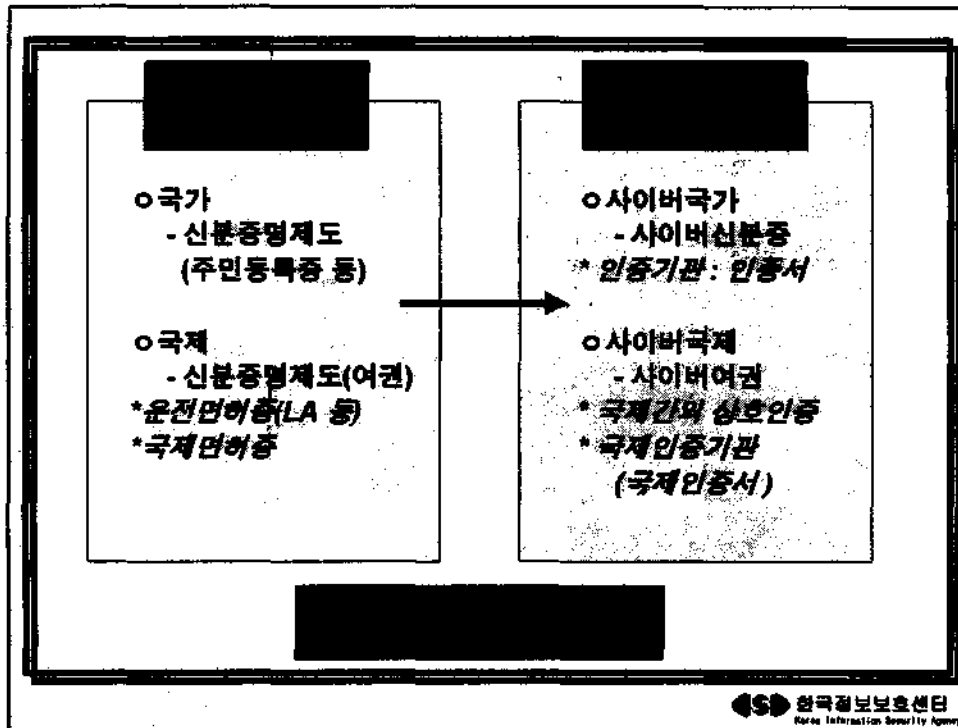 o 국가
- 신분증명제도
(주민등록증 등)
o 국제
- 신분증명제도(여권)
*운전면허증(LA 등)
*국제면허증
o 사이버국가
- 사이버신분증
* 인증기관 : 인증서
o 사이버국제
- 사이버여권
* 국제간의 상호인증
* 국제인증기관
(국제인증서)
한국정보보호센터
Korea Information Security Agency